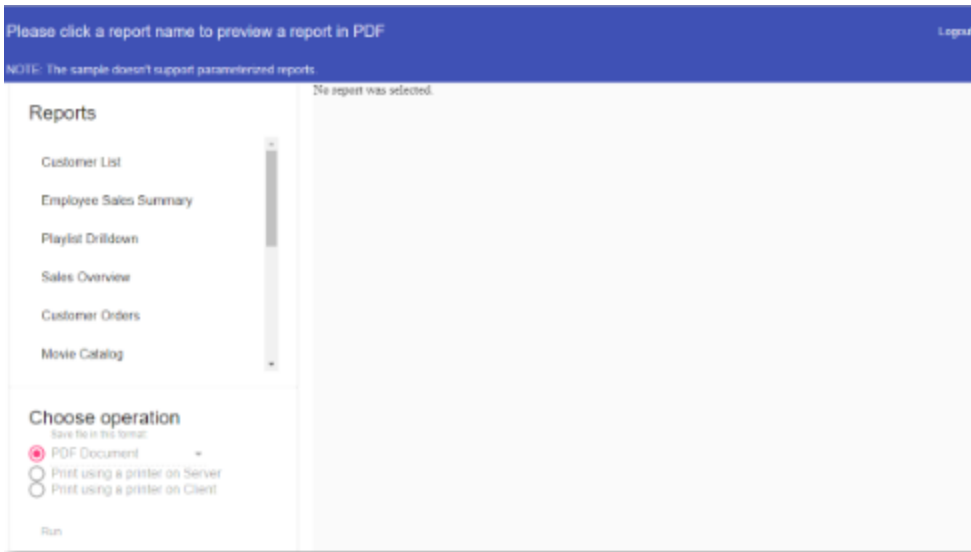 Please click a report name to preview a report in PDF
Logout
NOTE: The sample doesn't support parameterized reports.
No report was selected.
Reports
Customer List
Employee Sales Summary
Playlist Drilldown
Sales Overview
Customer Orders
Movie Catalog
Choose operation
Save file in this format:
PDF Document
Print using a printer on Server
Print using a printer on Client
Run